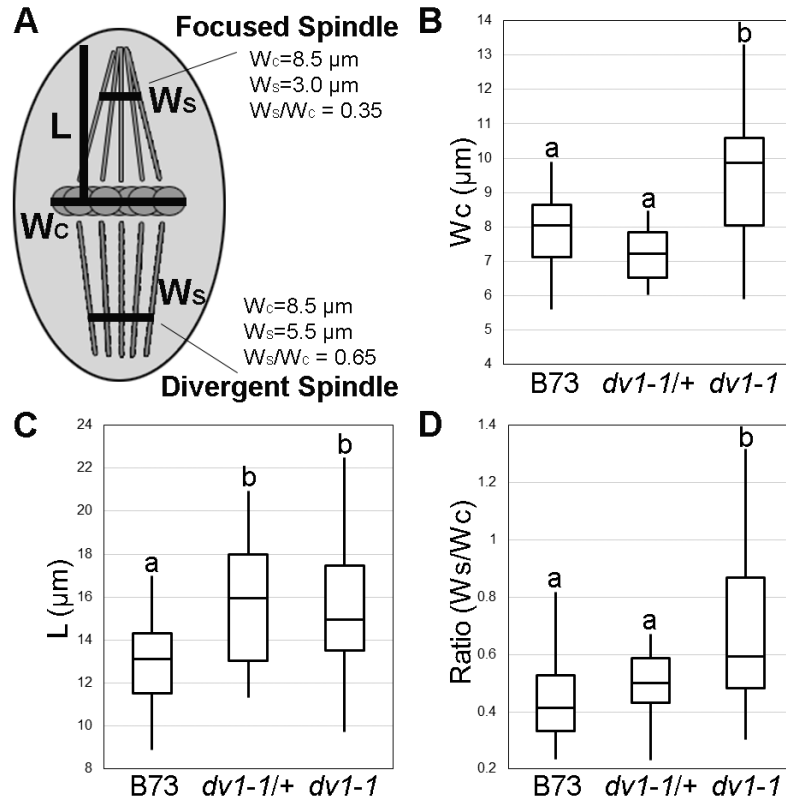 A
Focused Spindle
Wc=8.5 µm
Ws=3.0 µm
Ws/Wc = 0.35
Ws
L
Wc
Ws
Wc=8.5 µm
Ws=5.5 µm
Ws/Wc = 0.65
Divergent Spindle
B
Wc (µm)
14
13
12
11
10
9
8
7
6
5
4
a
a
b
B73
dv1-1/+
dv1-1
C
L (µm)
24
22
20
18
16
14
12
10
8
a
b
b
B73
dv1-1/+
dv1-1
D
Ratio (Ws/Wc)
1.4
1.2
1
0.8
0.6
0.4
0.2
a
a
b
B73
dv1-1/+
dv1-1